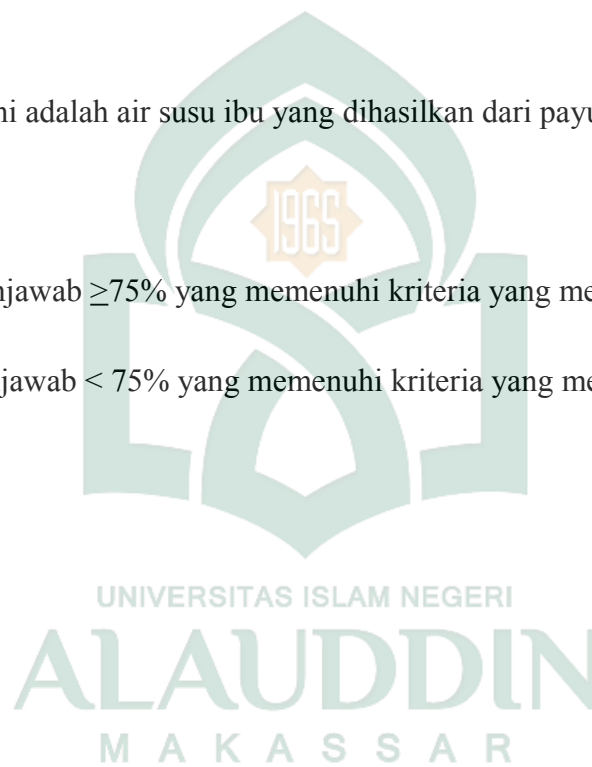 ni adalah air susu ibu yang dihasilkan dari payu
1965
njawab ≥75% yang memenuhi kriteria yang me
jawab < 75% yang memenuhi kriteria yang me
UNIVERSITAS ISLAM NEGERI
ALAUDDIN
MAKASSAR